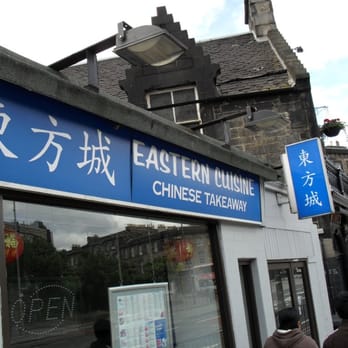 東方城
EASTERN CUISINE
CHINESE TAKEAWAY
東方城
OPEN